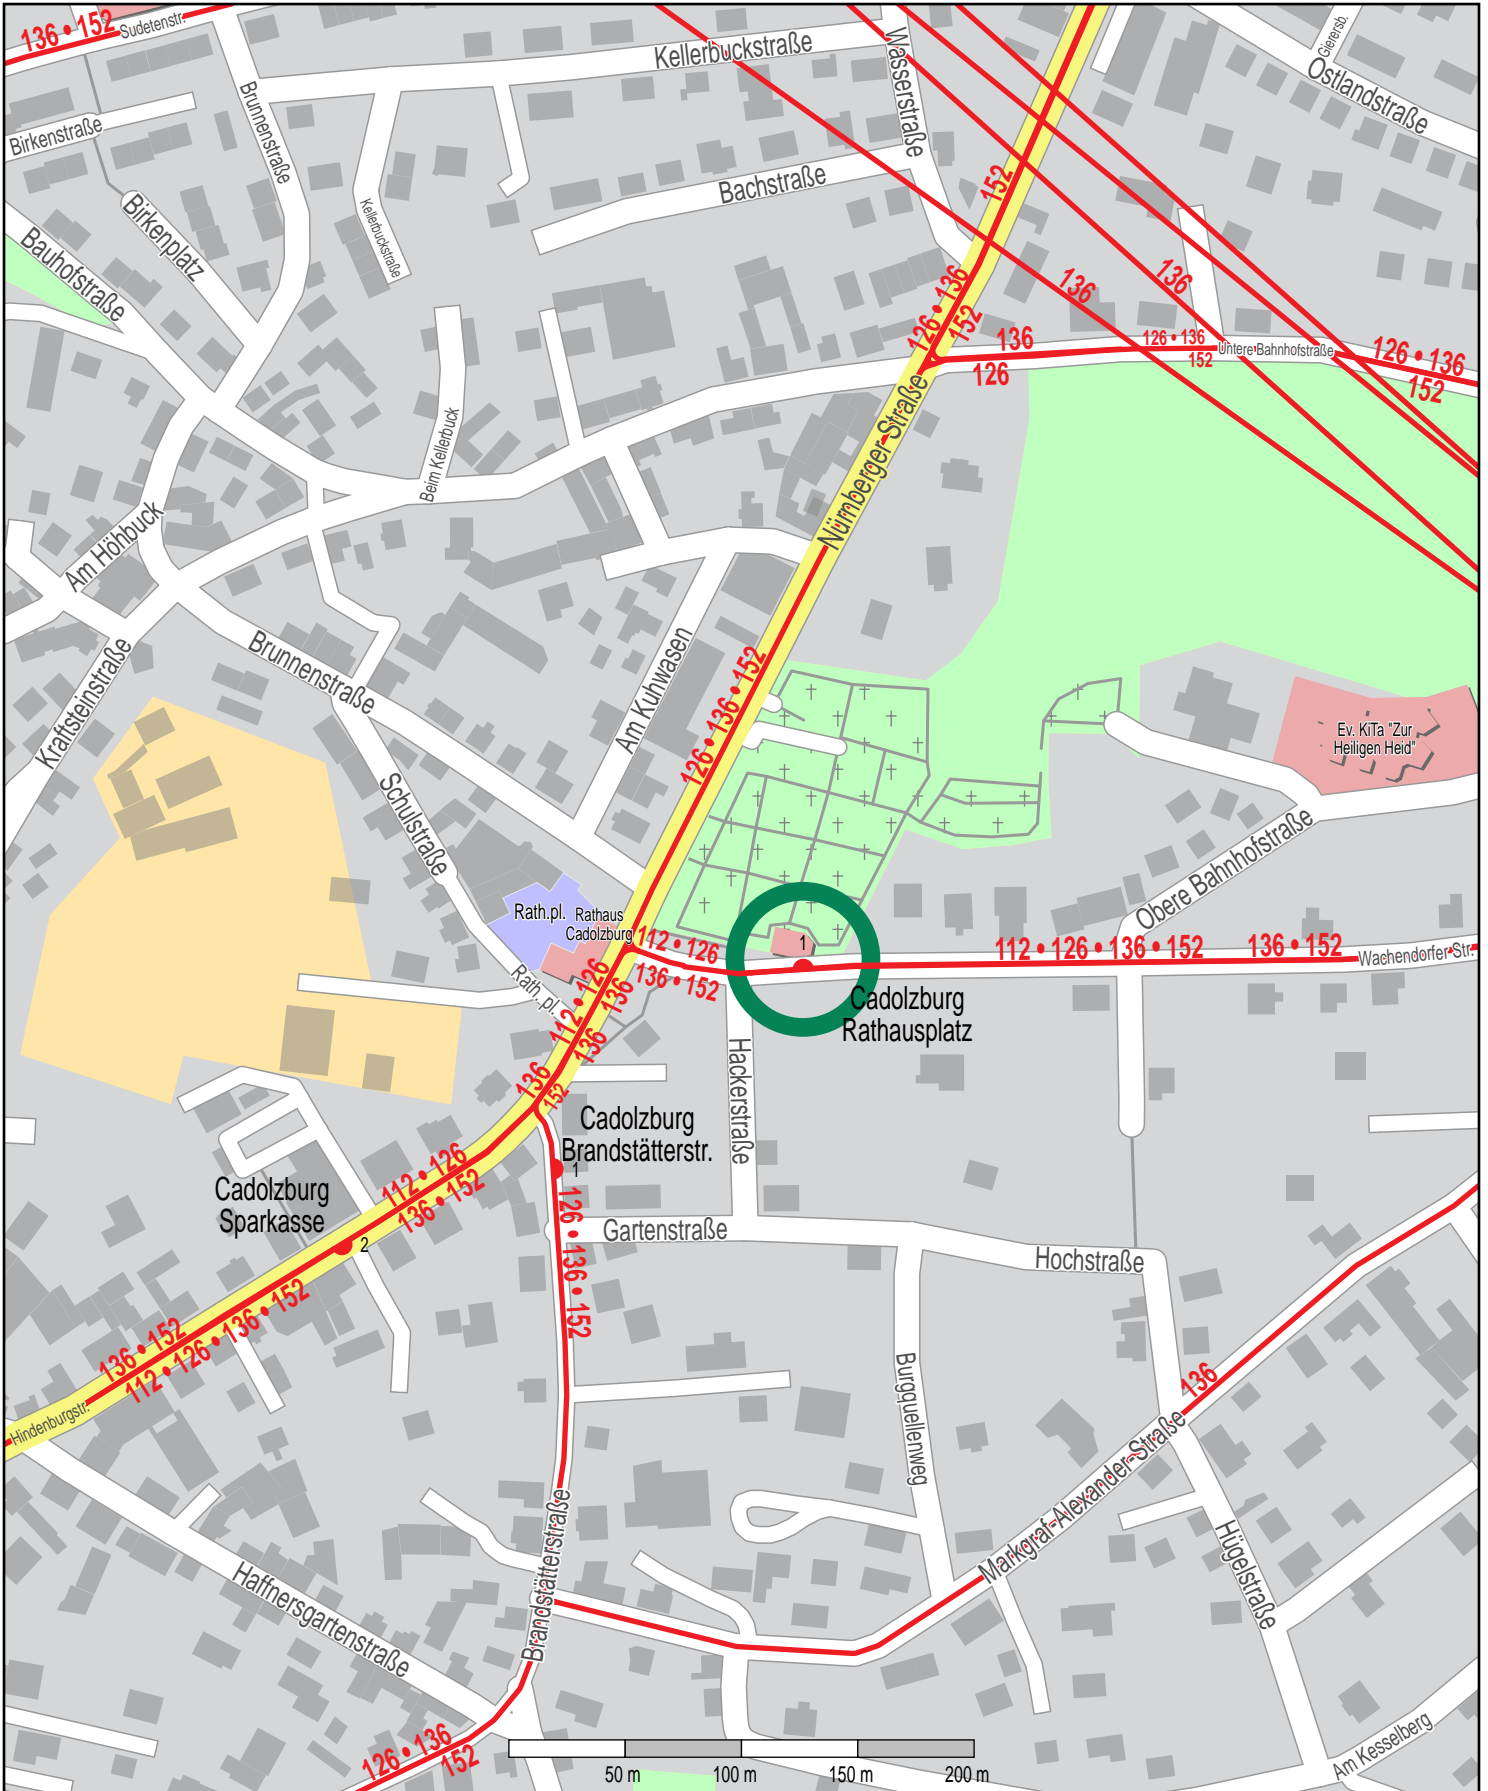 136 • 152
Sudetenstr.
Kellerbuckstraße
Wasserstraße
Gierersb.
Ostlandstraße
Birkenstraße
Brunnenstraße
Bachstraße
152
Birkenplatz
Kellerbuckstraße
Bauhofstraße
126 • 136
152
136
136
136
126
126 • 136
152
Untere Bahnhofstraße
126 • 136
152
Nürnberger Straße
Beim Kellerbuck
Am Höhbuck
Kraftsteinstraße
Brunnenstraße
Am Kuhwasen
126 • 136 • 152
Ev. KiTa "Zur
Heiligen Heid"
Schulstraße
Obere Bahnhofstraße
Rath.pl.
Rathaus
Cadolzburg
112 • 126
136 • 152
1
112 • 126 • 136 • 152
136 • 152
Wachendorfer Str.
Rath. pl.
112 • 126
136
136
Cadolzburg
Rathausplatz
Hackerstraße
136
152
Cadolzburg
Brandstätterstr.
1
112 • 126
136 • 152
Cadolzburg
Sparkasse
2
126 • 136 • 152
Gartenstraße
Hochstraße
136 • 152
112 • 126 • 136 • 152
Hindenburgstr.
Burgquellenweg
136
Markgraf-Alexander-Straße
Hügelstraße
Brandstätterstraße
Haffnersgartenstraße
126 • 136
152
Am Kesselberg
50 m
100 m
150 m
200 m